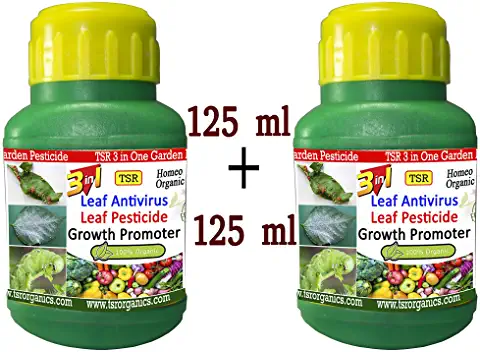 arden Pesticide TSR 3 in One Garden
3 in 1
TSR
Homeo
Organic
Leaf Antivirus
Leaf Pesticide
Growth Promoter
100% Organic
www.tsrorganics.com
125 ml
+
125 ml
arden Pesticide TSR 3 in One Garden
3 in 1
TSR
Homeo
Organic
Leaf Antivirus
Leaf Pesticide
Growth Promoter
100% Organic
www.tsrorganics.com